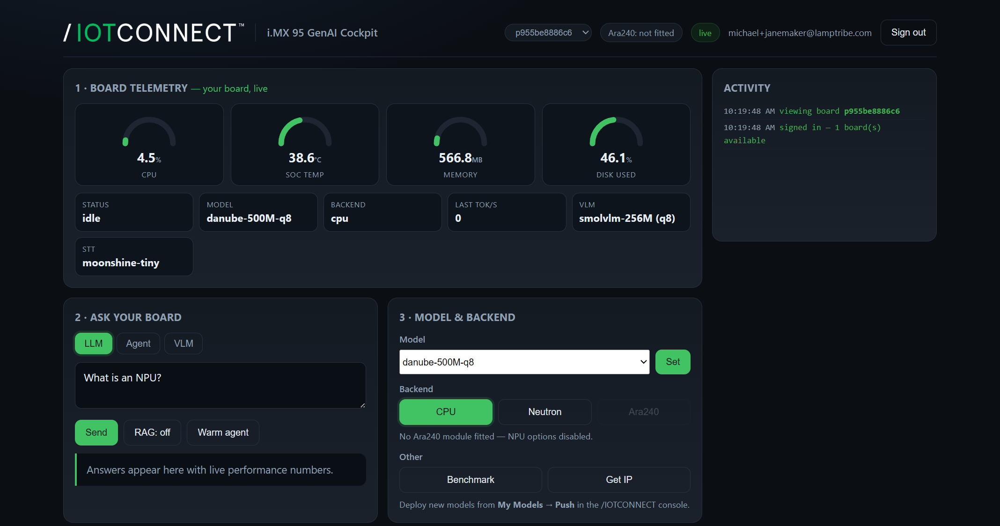 /IOTCONNECT™
i.MX 95 GenAI Cockpit
p955be8886c6
Ara240: not fitted
live
michael+janemaker@lamptribe.com
Sign out
1 · BOARD TELEMETRY — your board, live
4.5%
CPU
38.6°C
SOC TEMP
566.8MB
MEMORY
46.1%
DISK USED
STATUS
idle
MODEL
danube-500M-q8
BACKEND
cpu
LAST TOK/S
0
VLM
smolvlm-256M (q8)
STT
moonshine-tiny
ACTIVITY
10:19:48 AM viewing board p955be8886c6
10:19:48 AM signed in — 1 board(s)
available
2 · ASK YOUR BOARD
LLM
Agent
VLM
What is an NPU?
Send
RAG: off
Warm agent
Answers appear here with live performance numbers.
3 · MODEL & BACKEND
Model
danube-500M-q8
Set
Backend
CPU
Neutron
Ara240
No Ara240 module fitted — NPU options disabled.
Other
Benchmark
Get IP
Deploy new models from My Models → Push in the /IOTCONNECT console.